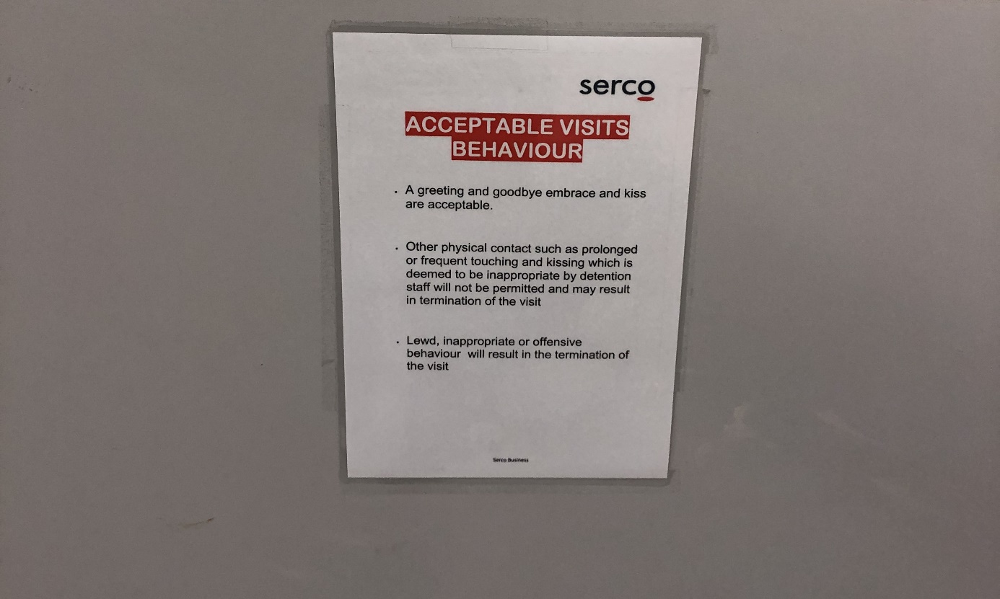 serco
ACCEPTABLE VISITS
BEHAVIOUR
· A greeting and goodbye embrace and kiss
are acceptable.
· Other physical contact such as prolonged
or frequent touching and kissing which is
deemed to be inappropriate by detention
staff will not be permitted and may result
in termination of the visit
· Lewd, inappropriate or offensive
behaviour  will result in the termination of
the visit
Serco Business